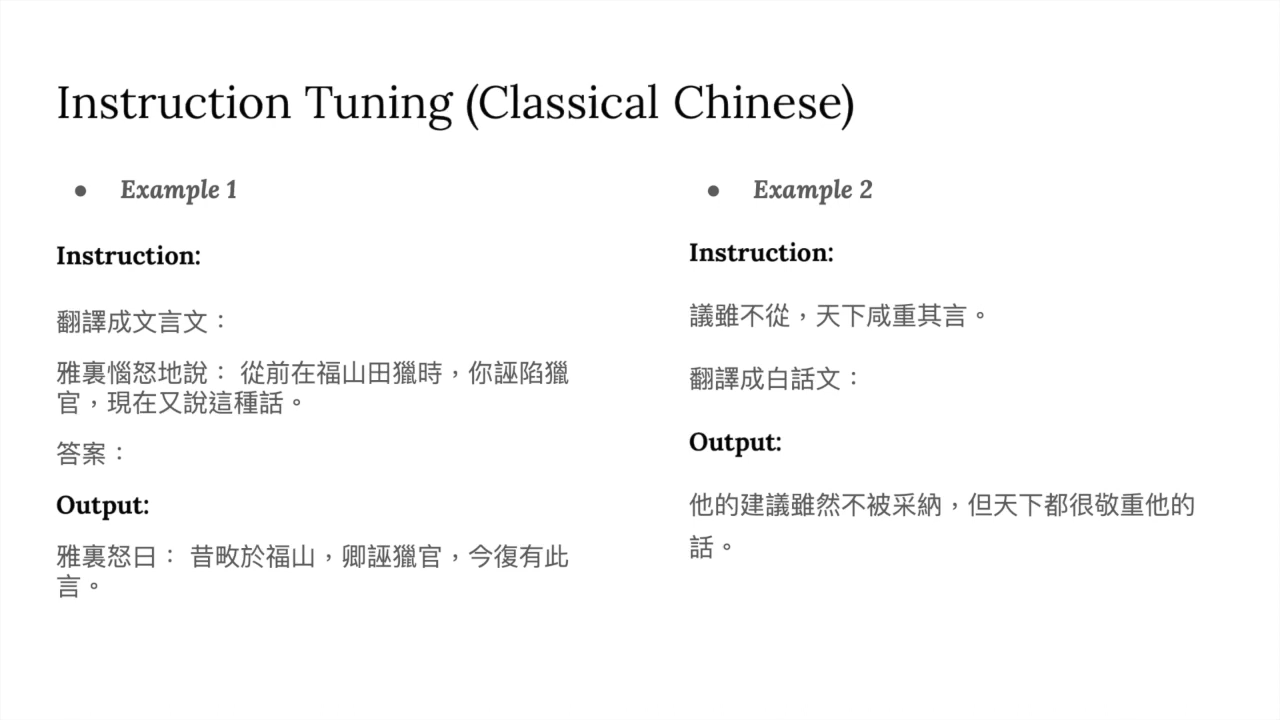 Instruction Tuning (Classical Chinese)
● Example 1
Instruction:
翻譯成文言文：
雅裏惱怒地說： 從前在福山田獵時，你誣陷獵
官，現在又說這種話。
答案：
Output:
雅裏怒曰： 昔畋於福山，卿誣獵官，今復有此
言。
● Example 2
Instruction:
議雖不從，天下咸重其言。
翻譯成白話文：
Output:
他的建議雖然不被采納，但天下都很敬重他的
話。